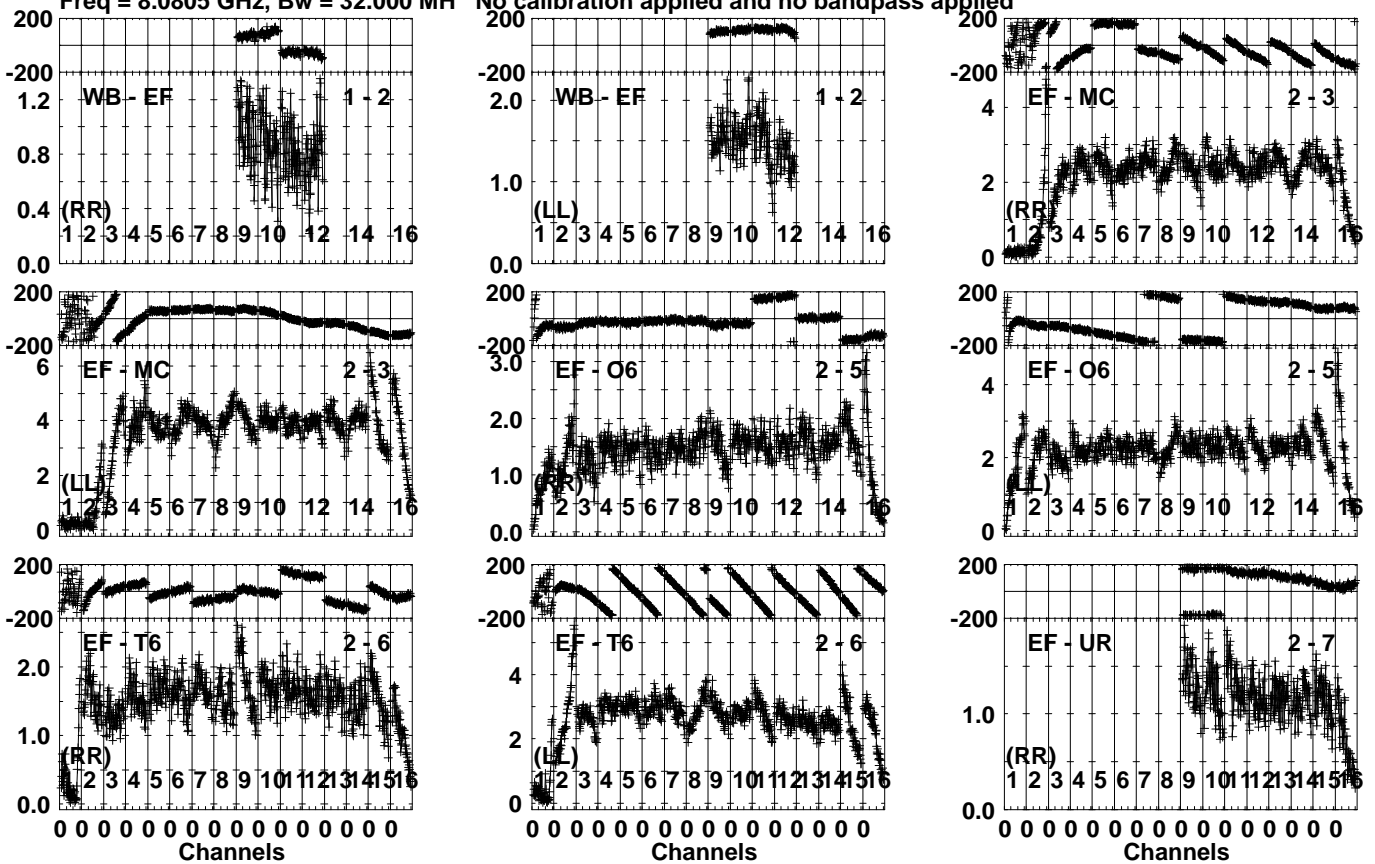 Freq = 8.0805 GHz, Bw = 32.000 MH No calibration applied and no bandpass applied
200
-200
WB - EF 1 - 2
1.2
0.8
0.4
0.0
(RR)
1 2 3 4 5 6 7 8 9 10 12 14 16
200
-200
WB - EF 1 - 2
2.0
1.0
0.0
(LL)
1 2 3 4 5 6 7 8 9 10 12 14 16
200
-200
EF - MC 2 - 3
4
2
0
(RR)
1 2 3 4 5 6 7 8 9 10 12 14 16
200
-200
EF - MC 2 - 3
6
4
2
0
(LL)
1 2 3 4 5 6 7 8 9 10 12 14 16
200
-200
EF - O6 2 - 5
3.0
2.0
1.0
0.0
(RR)
1 2 3 4 5 6 7 8 9 10 12 14 16
200
-200
EF - O6 2 - 5
4
2
0
(LL)
1 2 3 4 5 6 7 8 9 10 12 14 16
200
-200
EF - T6 2 - 6
2.0
1.0
0.0
(RR)
2 3 4 5 6 7 8 9 10 11 12 13 14 15 16
0 0 0 0 0 0 0 0 0 0 0 0 0 0 0 0
Channels
200
-200
EF - T6 2 - 6
4
2
0
(LL)
1 2 3 4 5 6 7 8 9 10 11 12 13 14 15 16
0 0 0 0 0 0 0 0 0 0 0 0 0 0 0 0
Channels
200
-200
EF - UR 2 - 7
1.0
0.0
(RR)
1 2 3 4 5 6 7 8 9 10 11 12 13 14 15 16
0 0 0 0 0 0 0 0 0 0 0 0 0 0 0 0
Channels